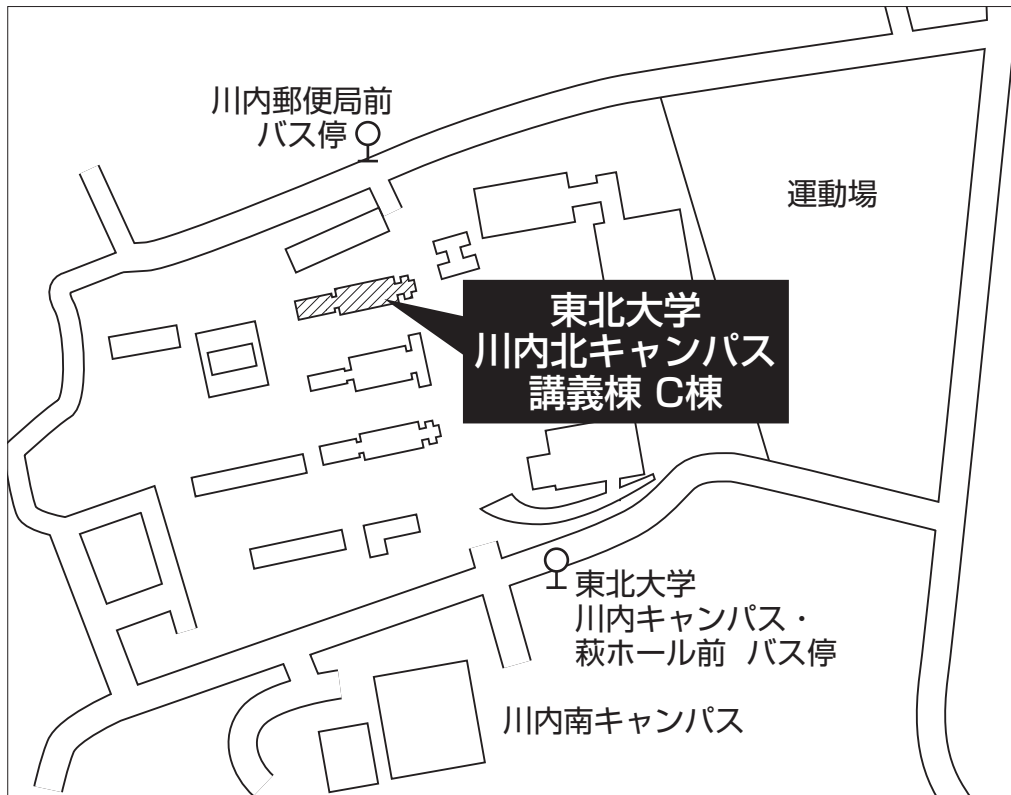 川内郵便局前
バス停
運動場
東北大学
川内北キャンパス
講義棟 C棟
東北大学
川内キャンパス・
萩ホール前 バス停
川内南キャンパス